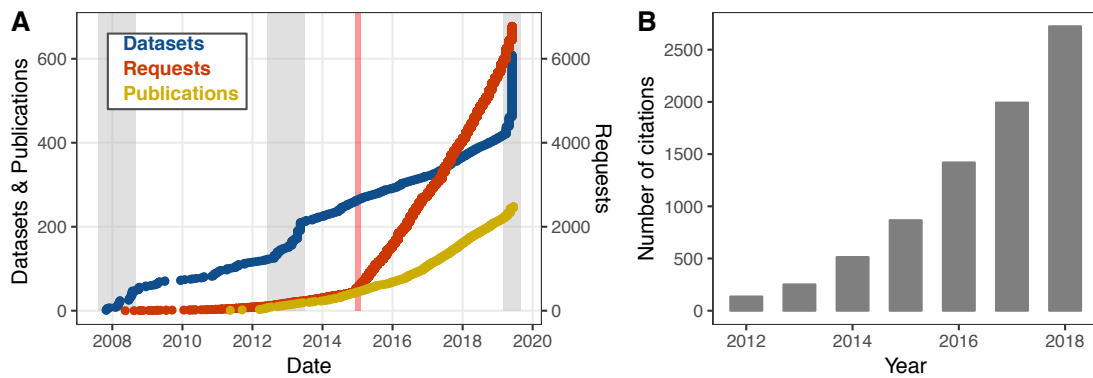 A
Datasets
Requests
Publications
Datasets & Publications
600
400
200
0
6000
4000
2000
0
Requests
2008
2010
2012
2014
2016
2018
2020
Date
B
Number of citations
2500
2000
1500
1000
500
0
2012
2014
2016
2018
Year